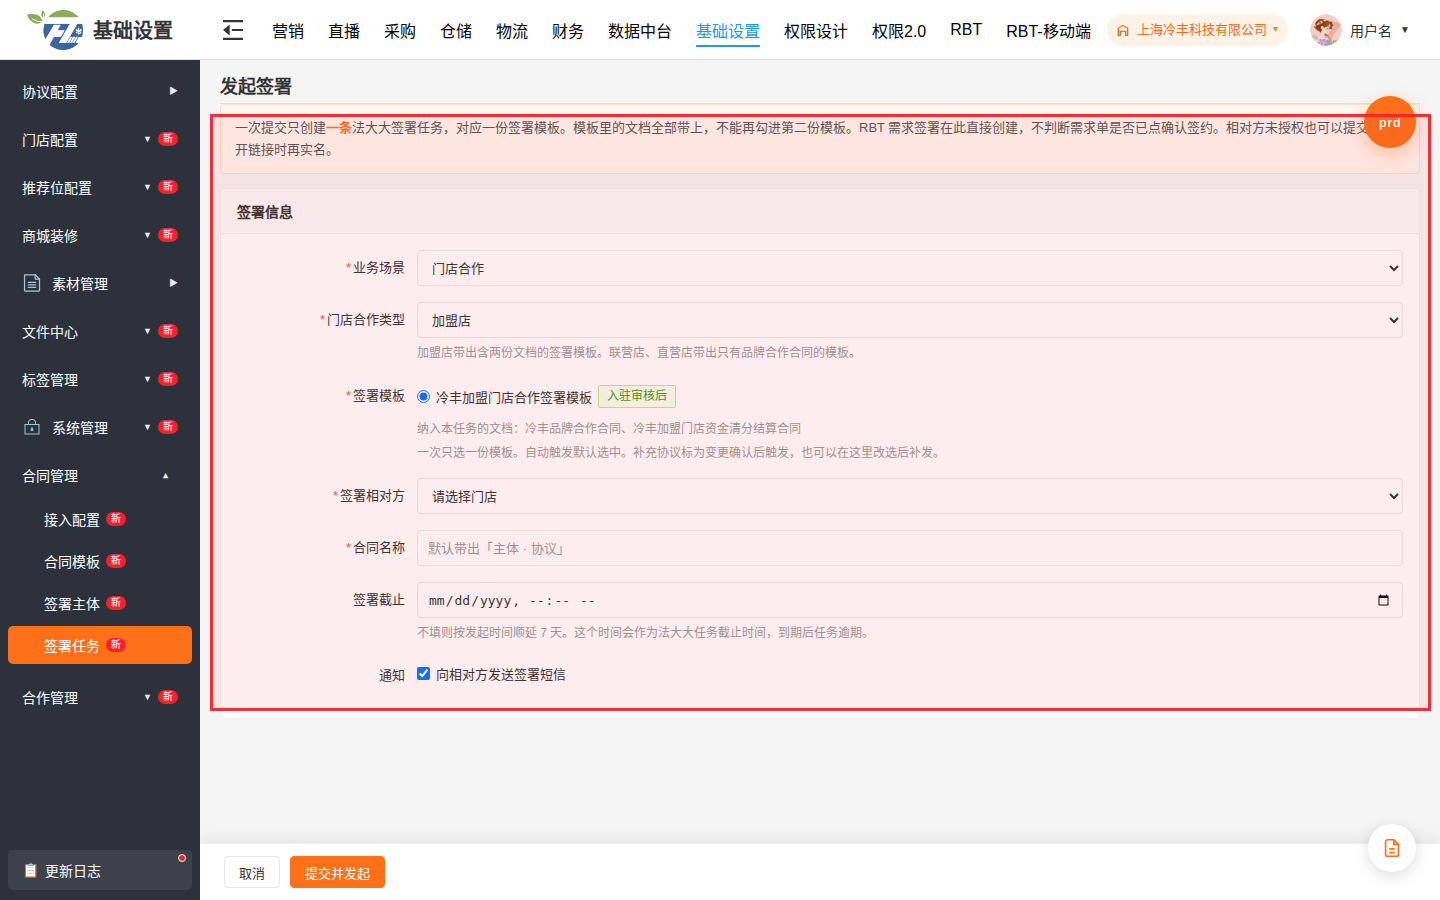 基础设置
营销 直播 采购 仓储 物流 财务 数据中台 基础设置 权限设计 权限2.0 RBT RBT-移动端 上海冷丰科技有限公司 用户名
协议配置
门店配置 新
推荐位配置 新
商城装修 新
素材管理
文件中心 新
标签管理 新
系统管理 新
合同管理
接入配置 新
合同模板 新
签署主体 新
签署任务 新
合作管理 新
更新日志
发起签署
prd
一次提交只创建一条法大大签署任务，对应一份签署模板。模板里的文档全部带上，不能再勾进第二份模板。RBT 需求签署在此直接创建，不判断需求单是否已点确认签约。相对方未授权也可以提交
开链接时再实名。
签署信息
*业务场景 门店合作
*门店合作类型 加盟店
加盟店带出含两份文档的签署模板。联营店、直营店带出只有品牌合作合同的模板。
*签署模板 冷丰加盟门店合作签署模板 入驻审核后
纳入本任务的文档：冷丰品牌合作合同、冷丰加盟门店资金清分结算合同
一次只选一份模板。自动触发默认选中。补充协议标为变更确认后触发，也可以在这里改选后补发。
*签署相对方 请选择门店
*合同名称 默认带出「主体 · 协议」
签署截止 mm/dd/yyyy, --:-- --
不填则按发起时间顺延 7 天。这个时间会作为法大大任务截止时间，到期后任务逾期。
通知 向相对方发送签署短信
取消 提交并发起